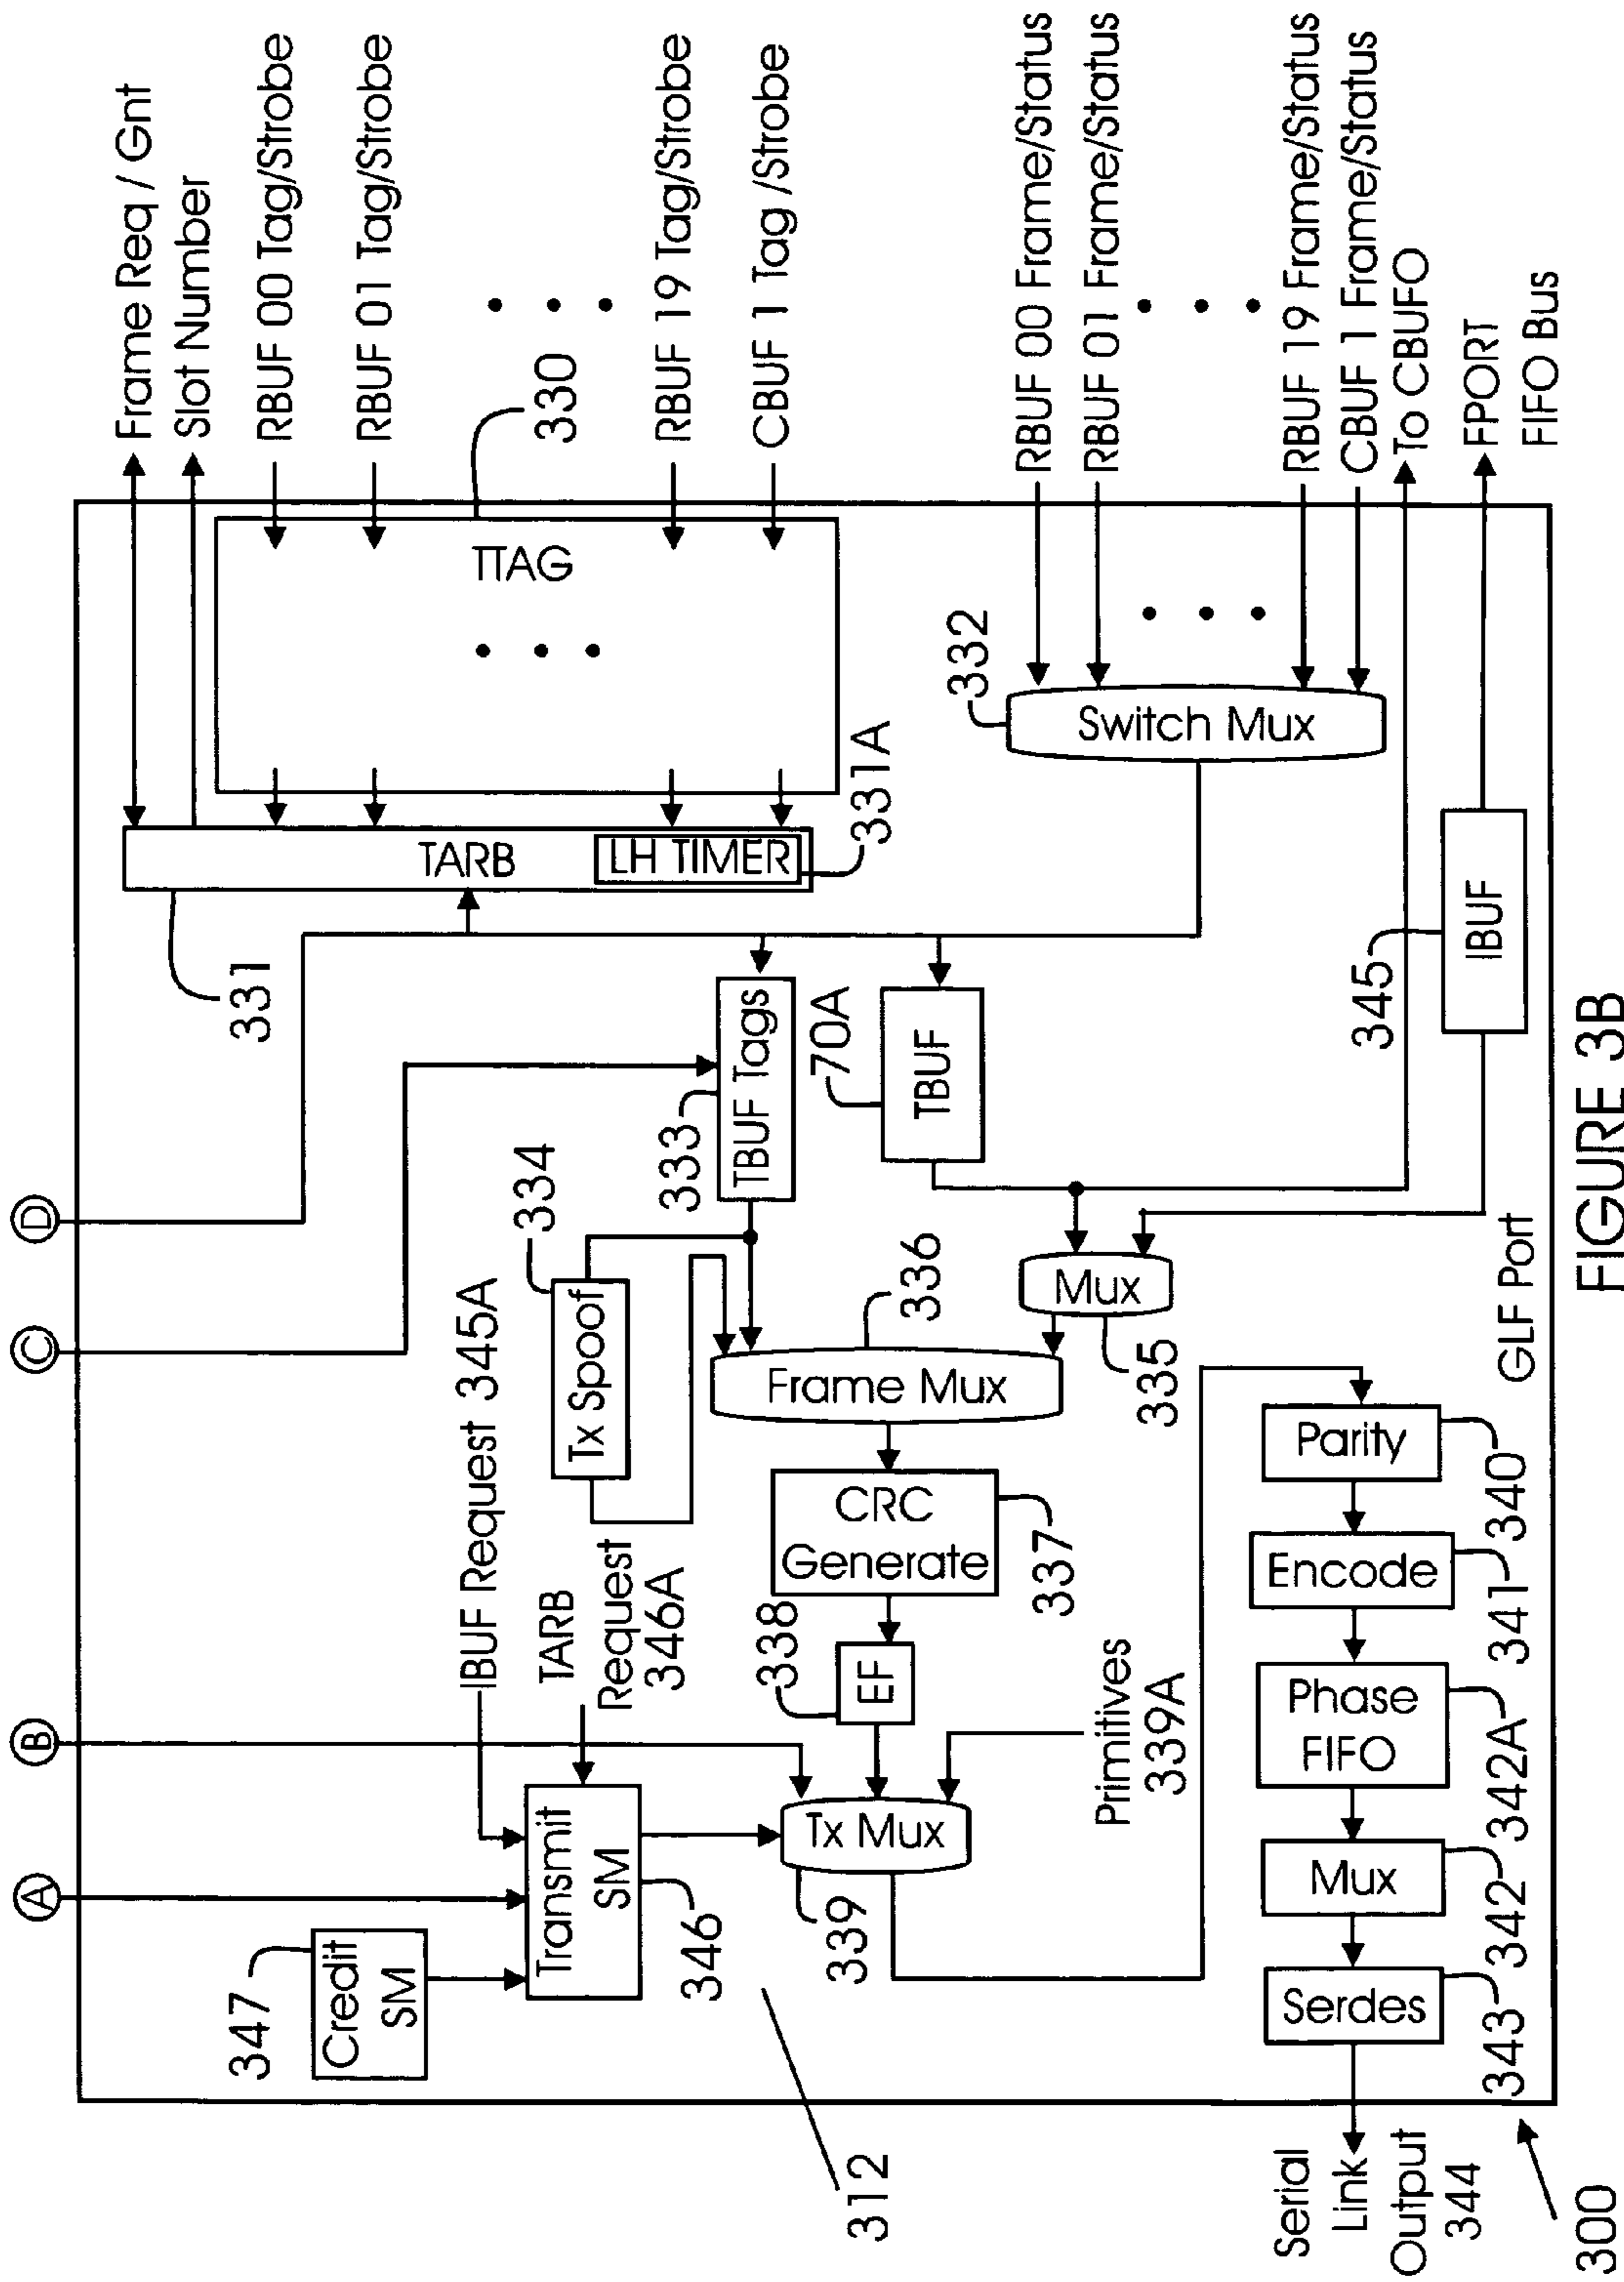 A
B
C
D
347
Credit
SM
Transmit
SM
346
IBUF Request 345A
TARB
Request
346A
Tx Spoof
334
TBUF Tags
333
331
TARB
LH TIMER
331A
TTAG
330
Frame Req / Gnt
Slot Number
RBUF 00 Tag/Strobe
RBUF 01 Tag/Strobe
RBUF 19 Tag/Strobe
CBUF 1 Tag /Strobe
312
Tx Mux
339
EF
338
CRC
Generate
337
Frame Mux
336
Primitives
339A
TBUF
70A
Mux
335
Switch Mux
332
RBUF 00 Frame/Status
RBUF 01 Frame/Status
RBUF 19 Frame/Status
CBUF 1 Frame/Status
To CBUFO
FPORT
FIFO Bus
IBUF
345
Serial
Link
Output
344
Serdes
343
Mux
342
Phase
FIFO
342A
Encode
341
Parity
340
GLF Port
300
FIGURE 3B